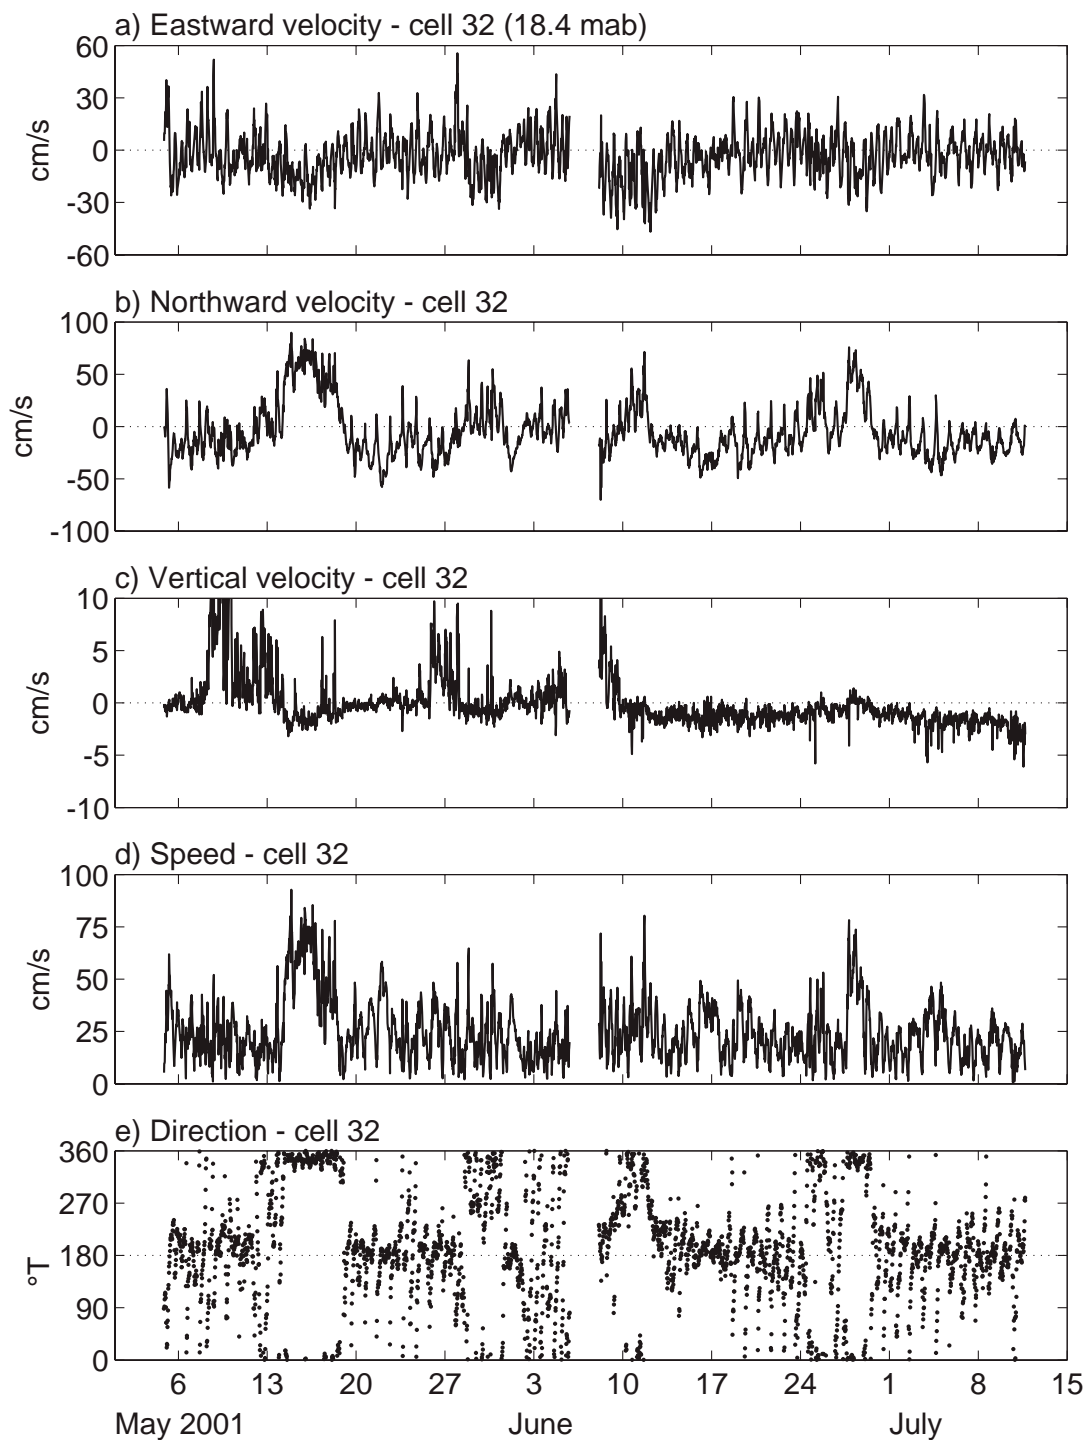 a) Eastward velocity - cell 32 (18.4 mab)
60
30
0
-30
-60
cm/s
b) Northward velocity - cell 32
100
50
0
-50
-100
cm/s
c) Vertical velocity - cell 32
10
5
0
-5
-10
cm/s
d) Speed - cell 32
100
75
50
25
0
cm/s
e) Direction - cell 32
360
270
180
90
0
°T
6 13 20 27 3 10 17 24 1 8 15
May 2001 June July